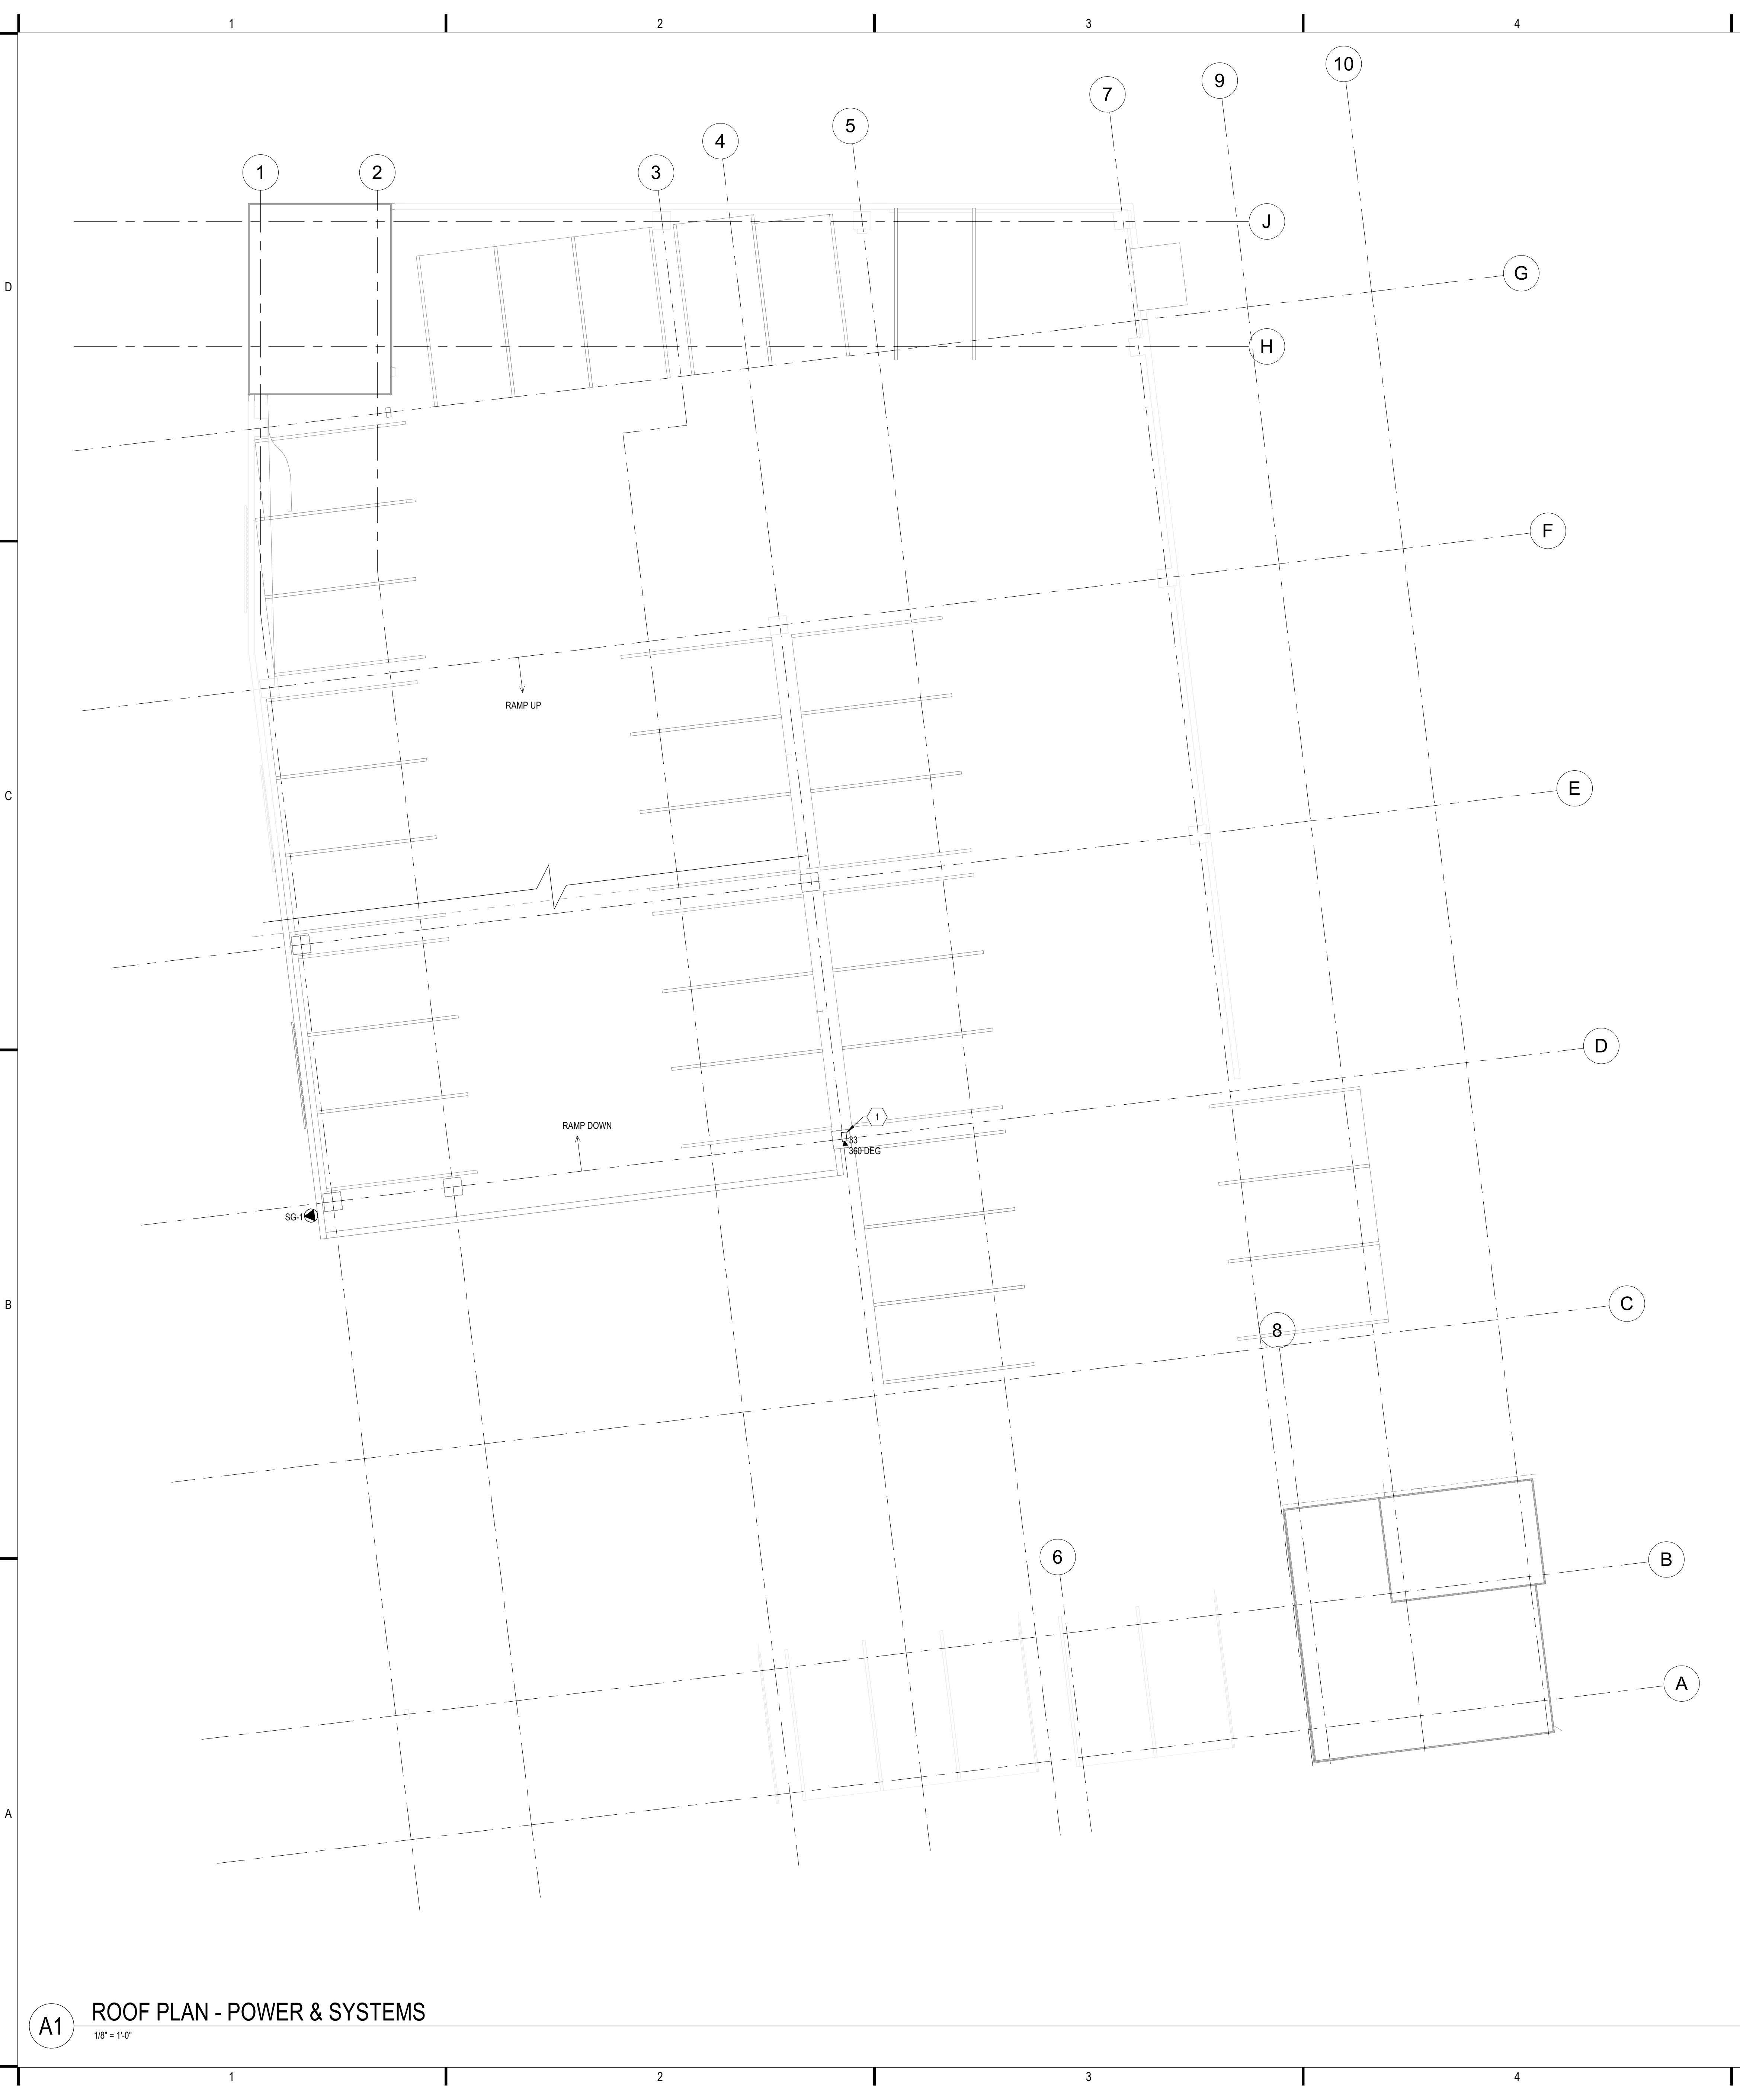 1 2 3 4
10
9
7
5
4
1 2 3
J
G
D
H
F
RAMP UP
E
C
D
1
RAMP DOWN
33
360 DEG
SG-1
C
B
8
6
B
A
A
A1
ROOF PLAN - POWER & SYSTEMS
1/8" = 1'-0"
1 2 3 4